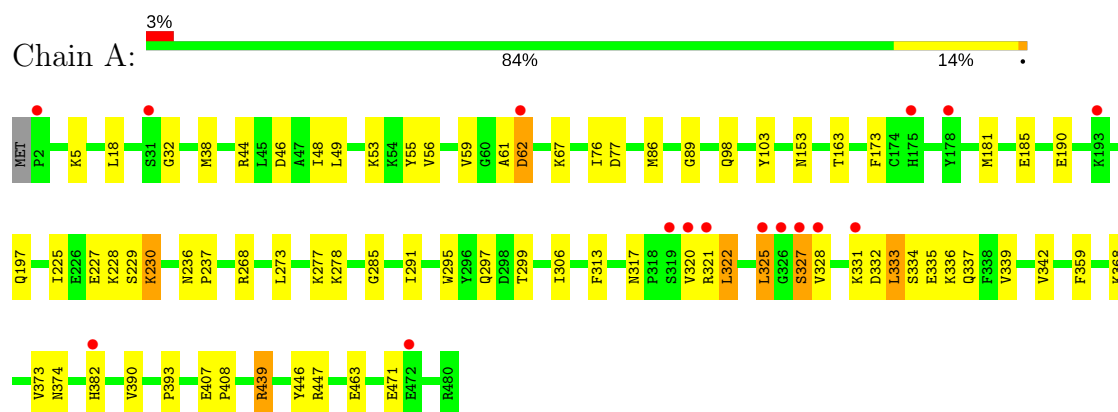 3%
Chain A:
84% 14% •
MET P2 K5 L18 S31 G32 M38 R44 L45 D46 A47 I48 L49 K53 K54 Y55 V56 V59 G60 A61 D62 K67 I76 D77 M86 G89 Q98 Y103 N153 T163 F173 C174 H175 Y178 M181 E185 E190 K193
Q197 I225 E226 E227 K228 S229 K230 N236 P237 R268 L273 K277 K278 G285 I291 W295 Y296 Q297 D298 T299 I306 F313 N317 P318 S319 V320 R321 L322 L325 G326 S327 V328 K331 D332 L333 S334 E335 K336 Q337 F338 V339 V342 F359 K368
V373 N374 H382 V390 P393 E407 P408 R439 Y446 R447 E463 E471 E472 R480